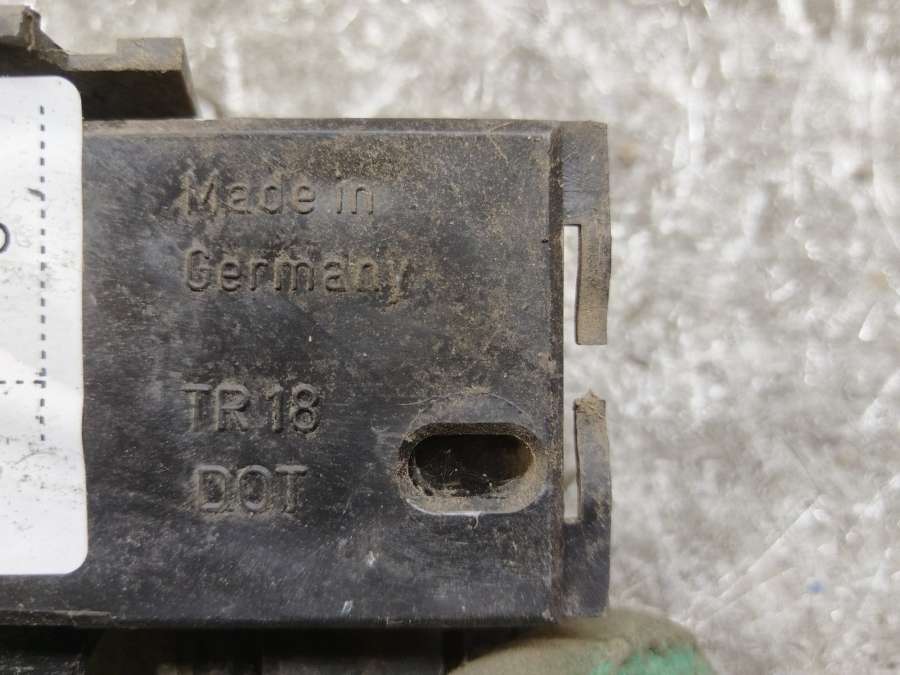 Made in
Germany
TR 18
DOT